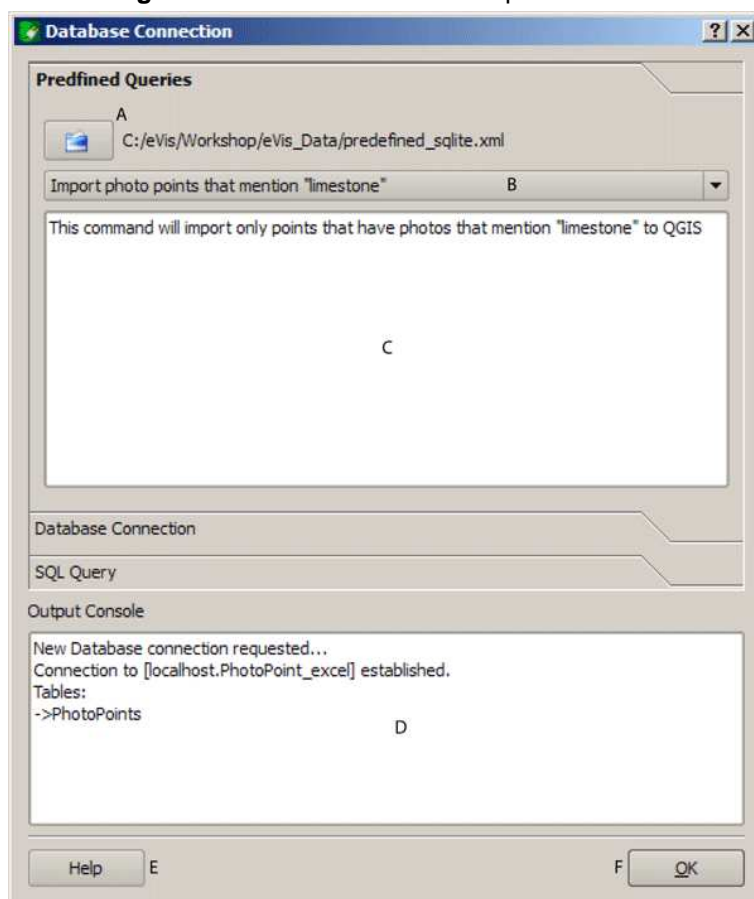 Database Connection
Predfined Queries
A
C:/eVis/Workshop/eVis_Data/predefined_sqlite.xml
Import photo points that mention "limestone" B
This command will import only points that have photos that mention "limestone" to QGIS
C
Database Connection
SQL Query
Output Console
New Database connection requested...
Connection to [localhost.PhotoPoint_excel] established.
Tables:
->PhotoPoints
D
Help E F OK